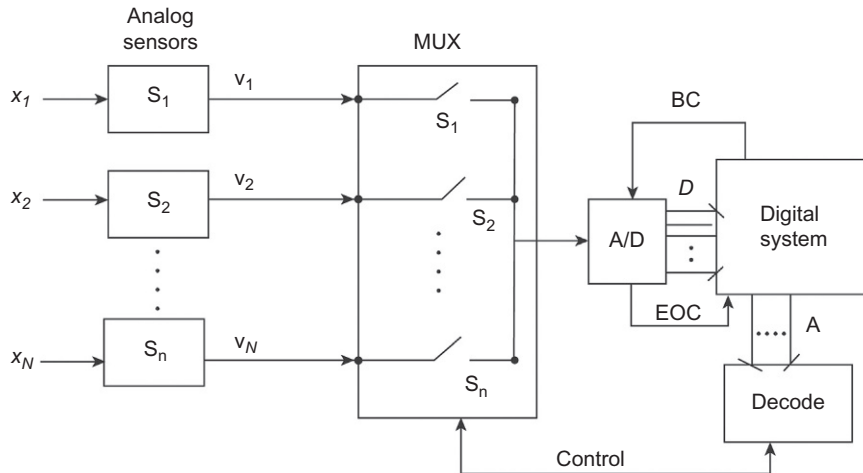 Analog
sensors
MUX
x1
S1
v1
S1
BC
x2
S2
v2
S2
D
A/D
Digital
system
EOC
A
xN
Sn
vN
Sn
Decode
Control